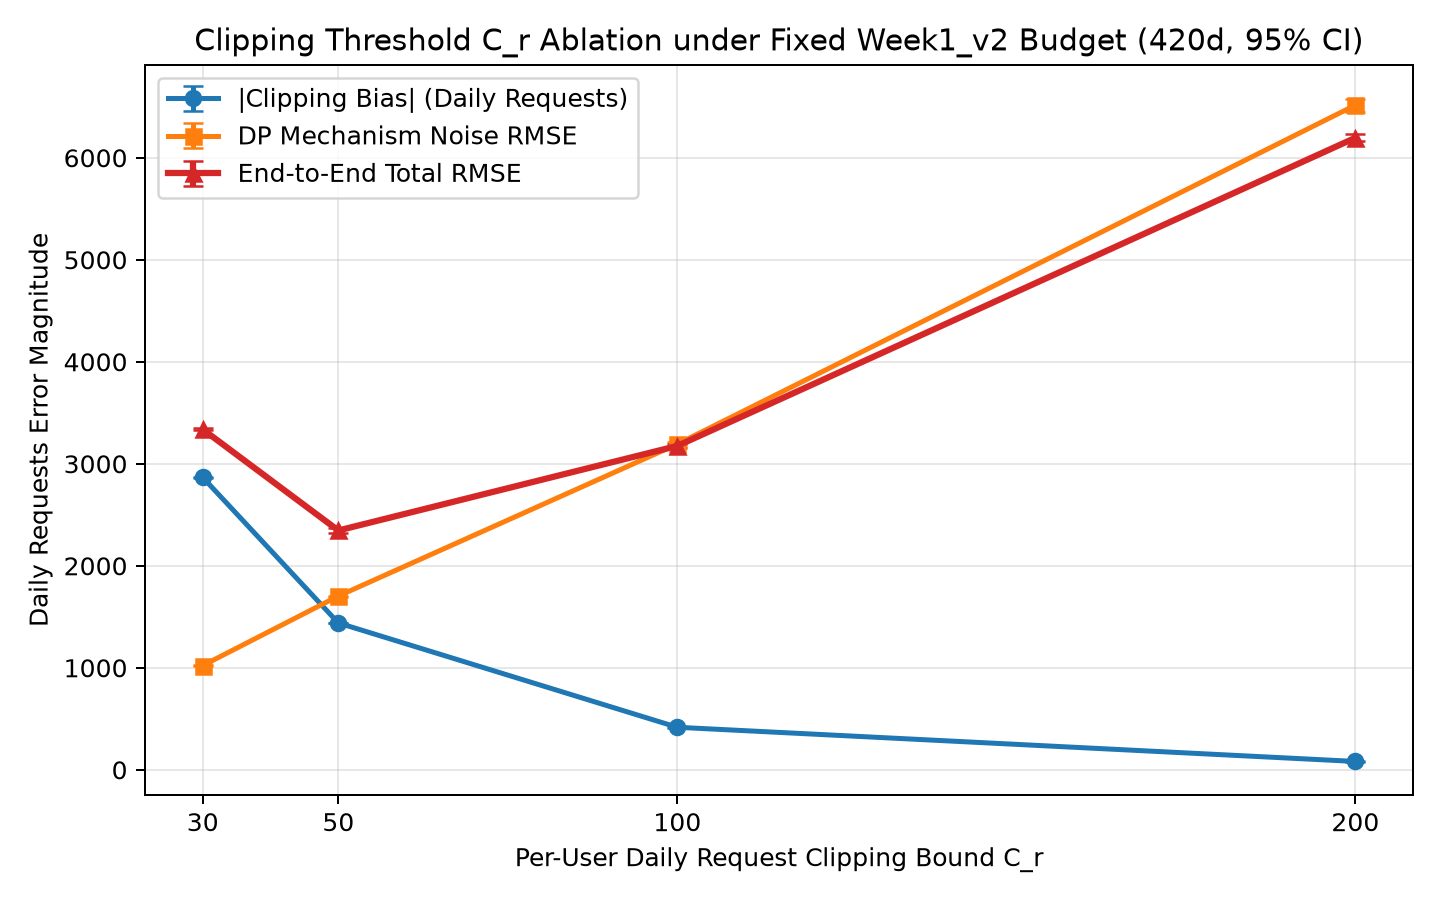 Clipping Threshold C_r Ablation under Fixed Week1_v2 Budget (420d, 95% CI)
|Clipping Bias| (Daily Requests)
DP Mechanism Noise RMSE
End-to-End Total RMSE
Daily Requests Error Magnitude
6000
5000
4000
3000
2000
1000
0
30 50 100 200
Per-User Daily Request Clipping Bound C_r